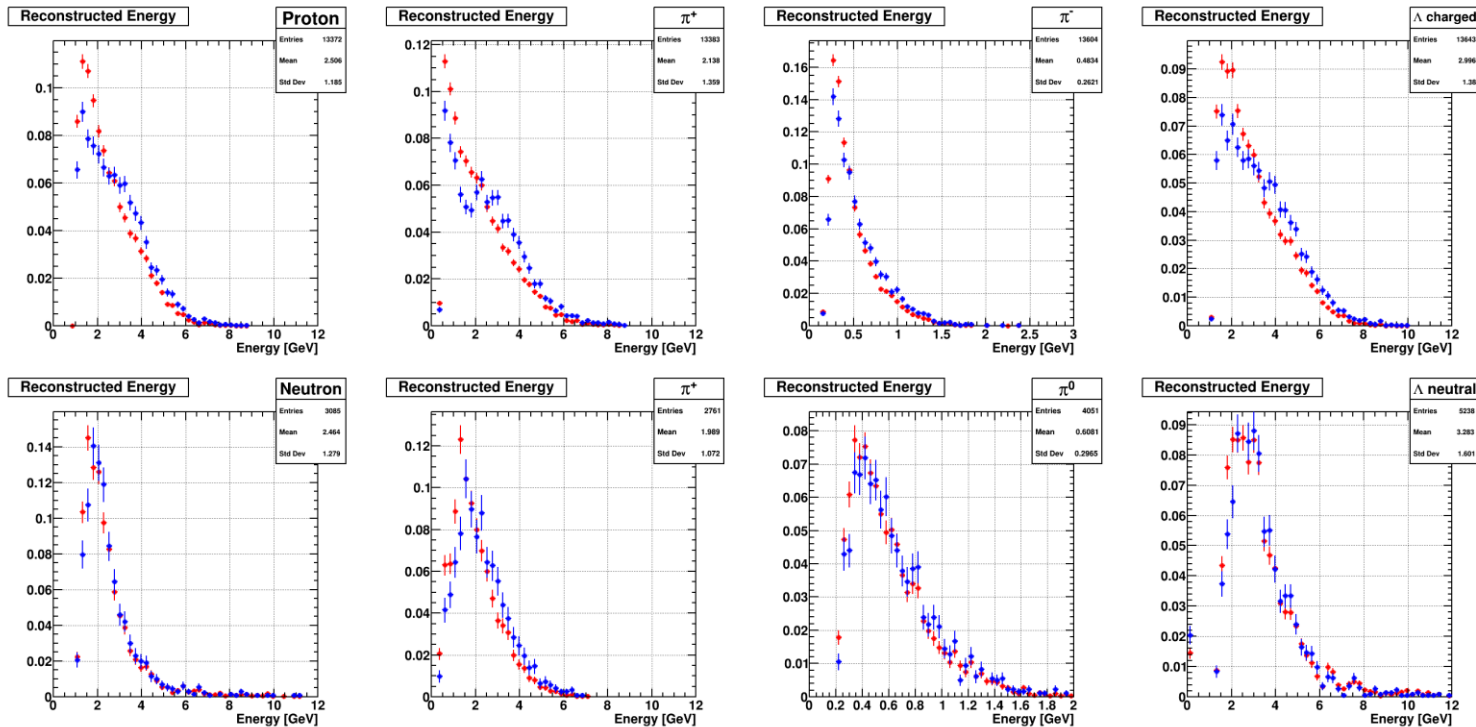 Reconstructed Energy
Proton
Entries 13372
Mean 2.506
Std Dev 1.185
0.1
0.08
0.06
0.04
0.02
0 2 4 6 8 10 12
Energy [GeV]
Reconstructed Energy
π+
Entries 13383
Mean 2.138
Std Dev 1.359
0.12
0.1
0.08
0.06
0.04
0.02
0 2 4 6 8 10 12
Energy [GeV]
Reconstructed Energy
π-
Entries 13604
Mean 0.4834
Std Dev 0.2621
0.16
0.14
0.12
0.1
0.08
0.06
0.04
0.02
0
0 0.5 1.0 1.5 2.0 2.5 3
Energy [GeV]
Reconstructed Energy
Λ charged
Entries 13643
Mean 2.996
Std Dev 1.38
0.09
0.08
0.07
0.06
0.05
0.04
0.03
0.02
0.01
0
0 2 4 6 8 10 12
Energy [GeV]
Reconstructed Energy
Neutron
Entries 3085
Mean 2.464
Std Dev 1.279
0.14
0.12
0.1
0.08
0.06
0.04
0.02
0
0 2 4 6 8 10 12
Energy [GeV]
Reconstructed Energy
π+
Entries 2761
Mean 1.989
Std Dev 1.072
0.12
0.1
0.08
0.06
0.04
0.02
0
0 2 4 6 8 10 12
Energy [GeV]
Reconstructed Energy
π0
Entries 4051
Mean 0.6081
Std Dev 0.2965
0.08
0.07
0.06
0.05
0.04
0.03
0.02
0.01
0
0.2 0.4 0.6 0.8 1 1.2 1.4 1.6 1.8 2
Energy [GeV]
Reconstructed Energy
Λ neutral
Entries 5238
Mean 3.283
Std Dev 1.601
0.09
0.08
0.07
0.06
0.05
0.04
0.03
0.02
0.01
0
0 2 4 6 8 10 12
Energy [GeV]